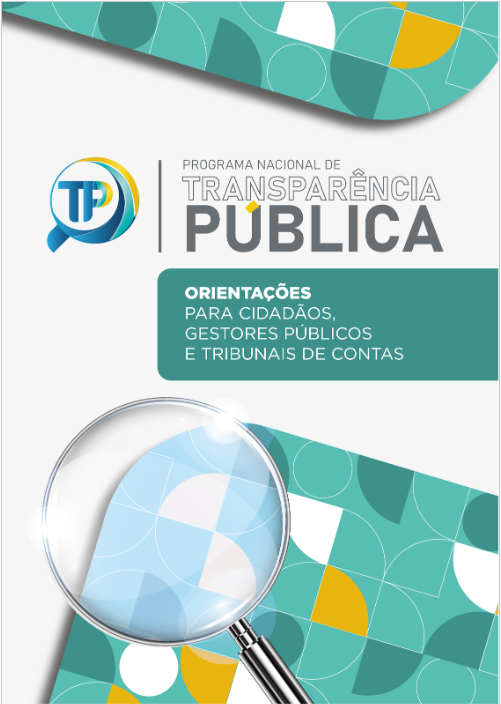 TP
PROGRAMA NACIONAL DE
TRANSPARÊNCIA
PÚBLICA
ORIENTAÇÕES
PARA CIDADÃOS,
GESTORES PÚBLICOS
E TRIBUNAIS DE CONTAS